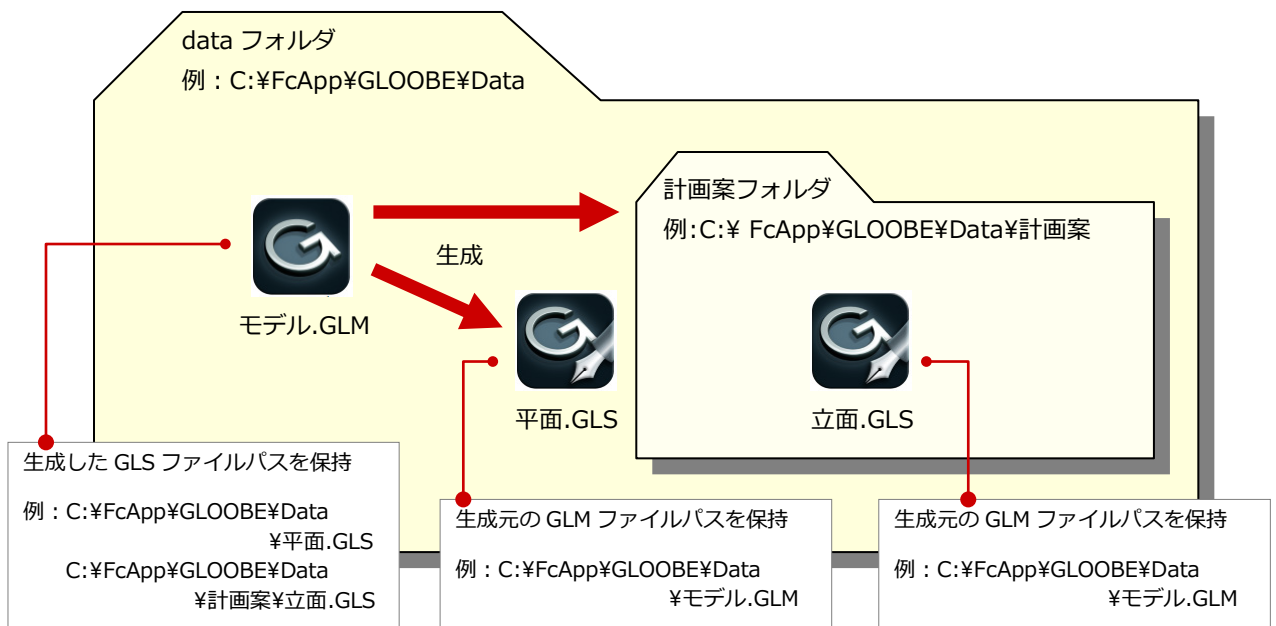 data フォルダ
例：C:¥FcApp¥GLOOBE¥Data
計画案フォルダ
例:C:¥ FcApp¥GLOOBE¥Data¥計画案
生成
モデル.GLM
平面.GLS
立面.GLS
生成した GLS ファイルパスを保持
例：C:¥FcApp¥GLOOBE¥Data
¥平面.GLS
C:¥FcApp¥GLOOBE¥Data
¥計画案¥立面.GLS
生成元の GLM ファイルパスを保持
例：C:¥FcApp¥GLOOBE¥Data
¥モデル.GLM
生成元の GLM ファイルパスを保持
例：C:¥FcApp¥GLOOBE¥Data
¥モデル.GLM